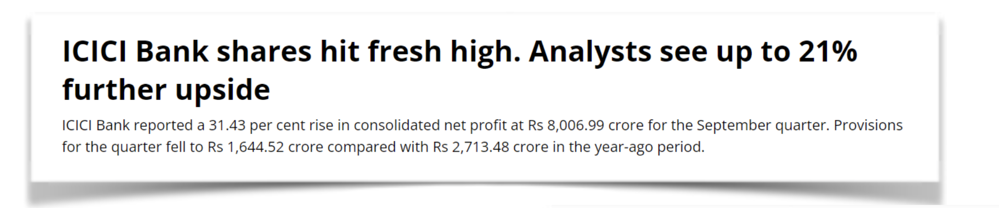 ICICI Bank shares hit fresh high. Analysts see up to 21%
further upside
ICICI Bank reported a 31.43 per cent rise in consolidated net profit at Rs 8,006.99 crore for the September quarter. Provisions
for the quarter fell to Rs 1,644.52 crore compared with Rs 2,713.48 crore in the year-ago period.